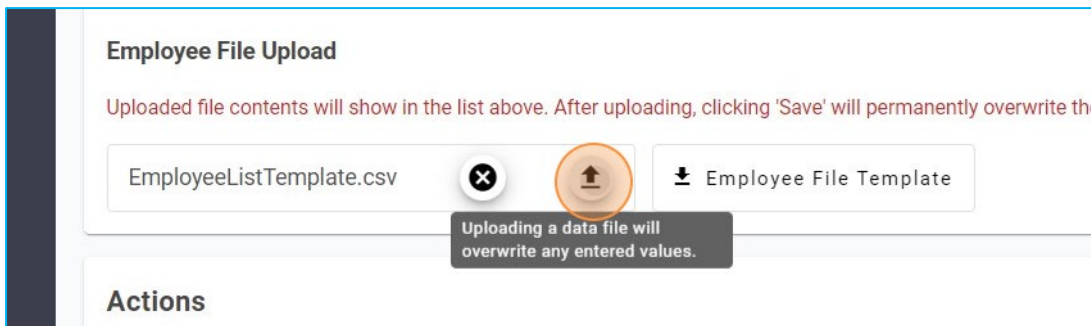 Employee File Upload
Uploaded file contents will show in the list above. After uploading, clicking 'Save' will permanently overwrite
EmployeeListTemplate.csv
Employee File Template
Uploading a data file will
overwrite any entered values.
Actions